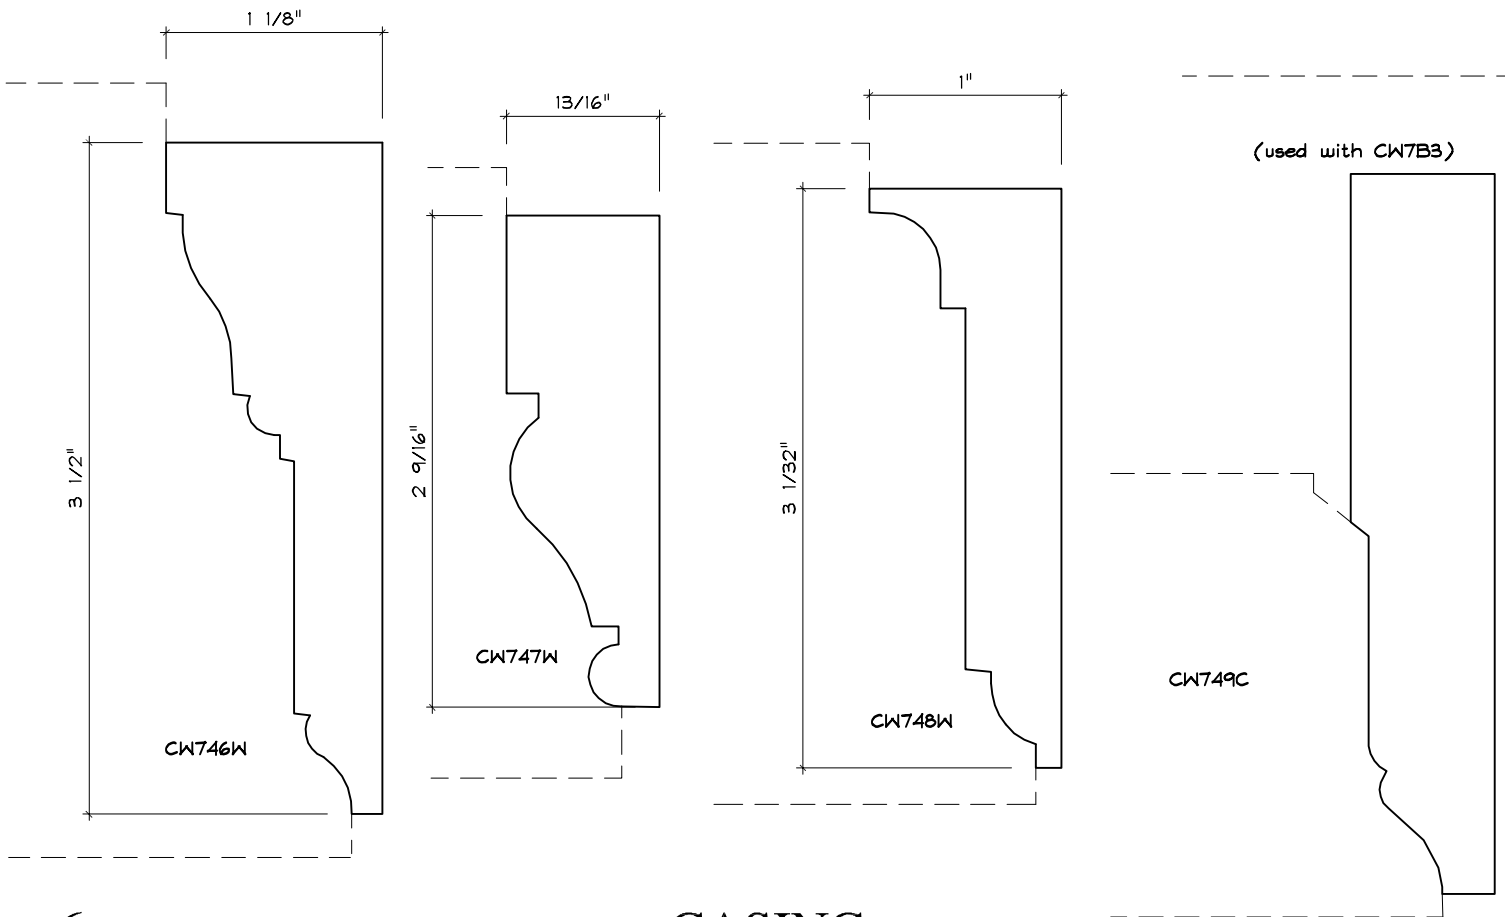 1 1/8"
13/16"
1"
(used with CW7B3)
3 1/2"
2 9/16"
3 1/32"
CW746W
CW747W
CW748W
CW749C
CASING